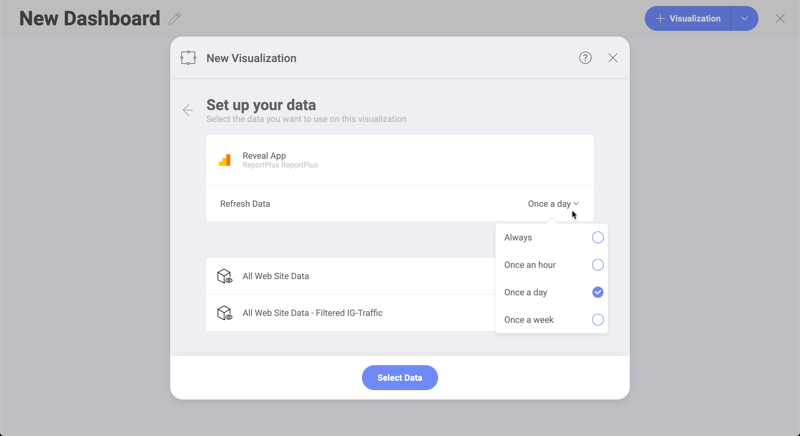 New Dashboard
Visualization
New Visualization
Set up your data
Select the data you want to use on this visualization
Reveal App
ReportPlus ReportPlus
Refresh Data
Once a day
Always
Once an hour
Once a day
Once a week
All Web Site Data
All Web Site Data - Filtered IG-Traffic
Select Data